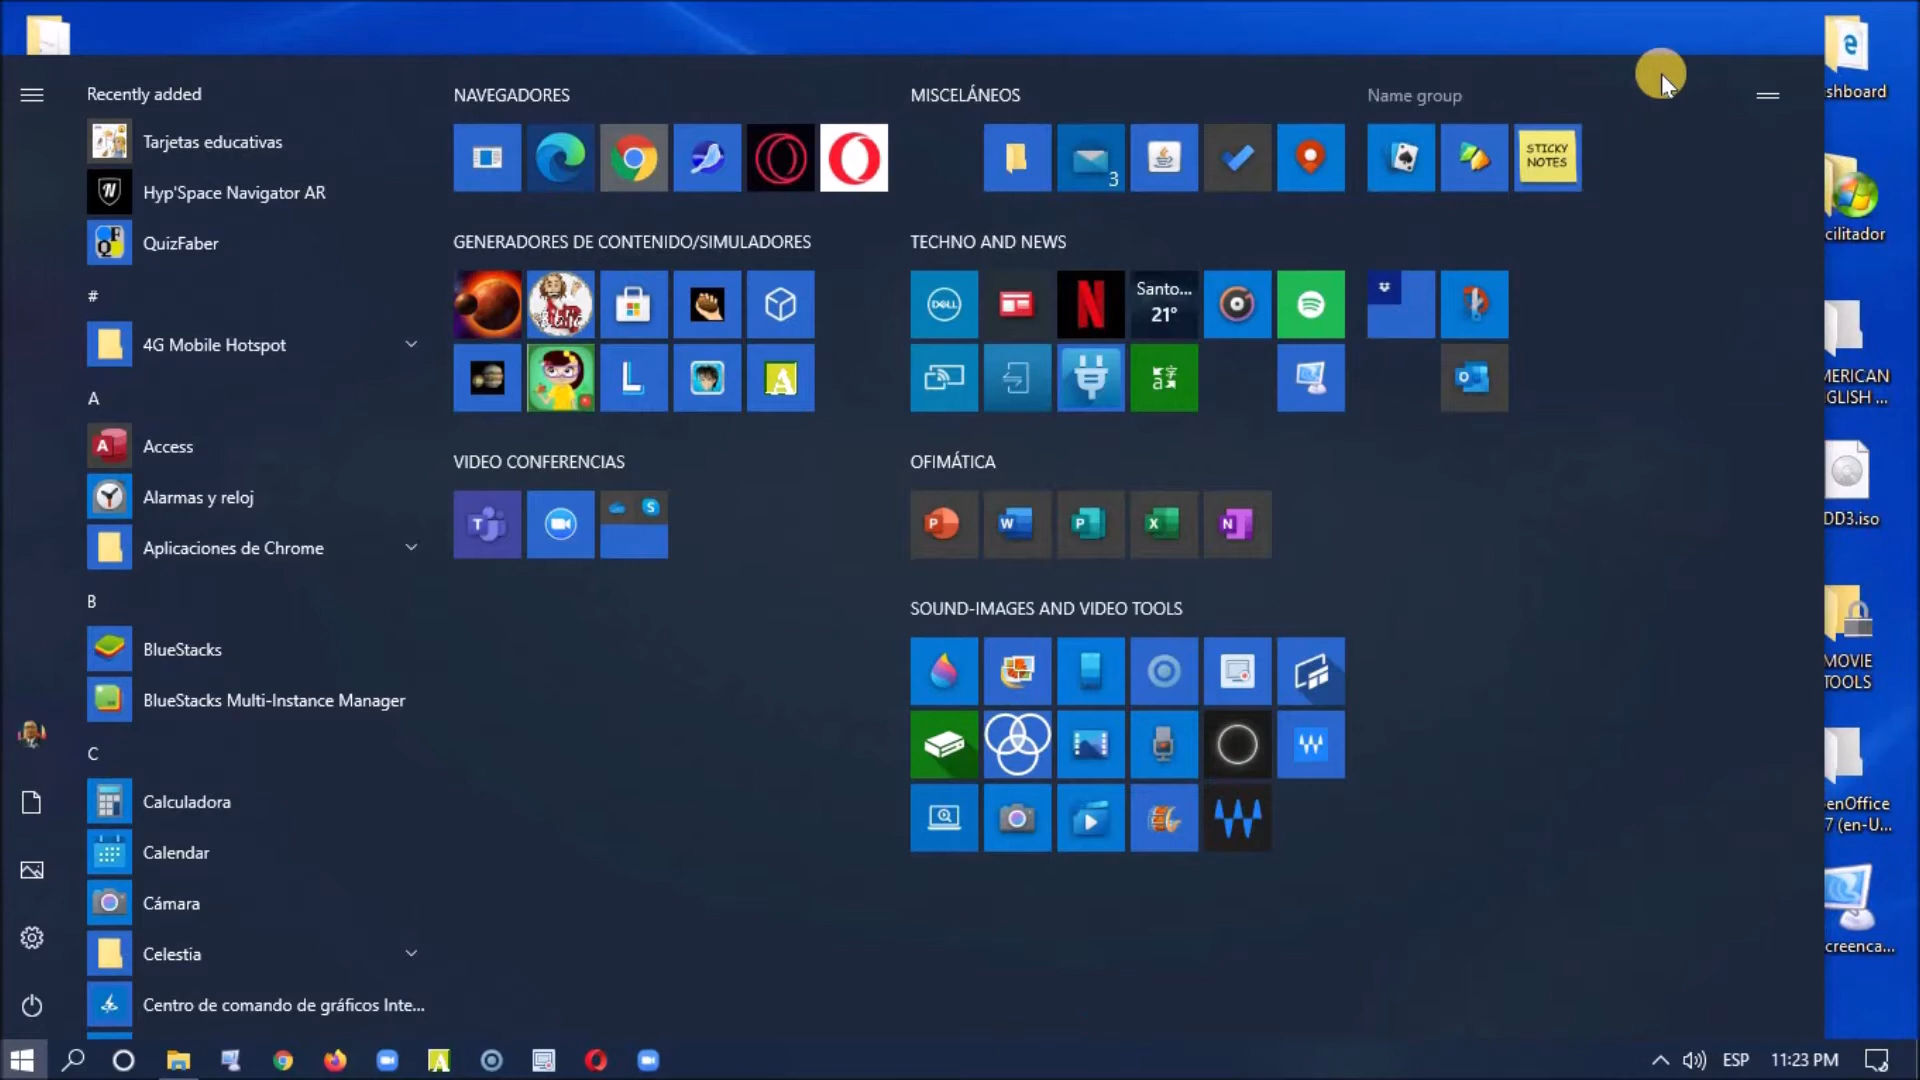 Recently added
Tarjetas educativas
Hyp'Space Navigator AR
QuizFaber
#
4G Mobile Hotspot
A
Access
Alarmas y reloj
Aplicaciones de Chrome
B
BlueStacks
BlueStacks Multi-Instance Manager
C
Calculadora
Calendar
Cámara
Celestia
Centro de comando de gráficos Inte...
NAVEGADORES
GENERADORES DE CONTENIDO/SIMULADORES
VIDEO CONFERENCIAS
MISCELÁNEOS
3
TECHNO AND NEWS
DELL
Santo...
21°
OFIMÁTICA
SOUND-IMAGES AND VIDEO TOOLS
Name group
STICKY
NOTES
shboard
cilitador
MERICAN
GLISH ...
DD3.iso
MOVIE
TOOLS
enOffice
7 (en-U...
creenca...
ESP
11:23 PM